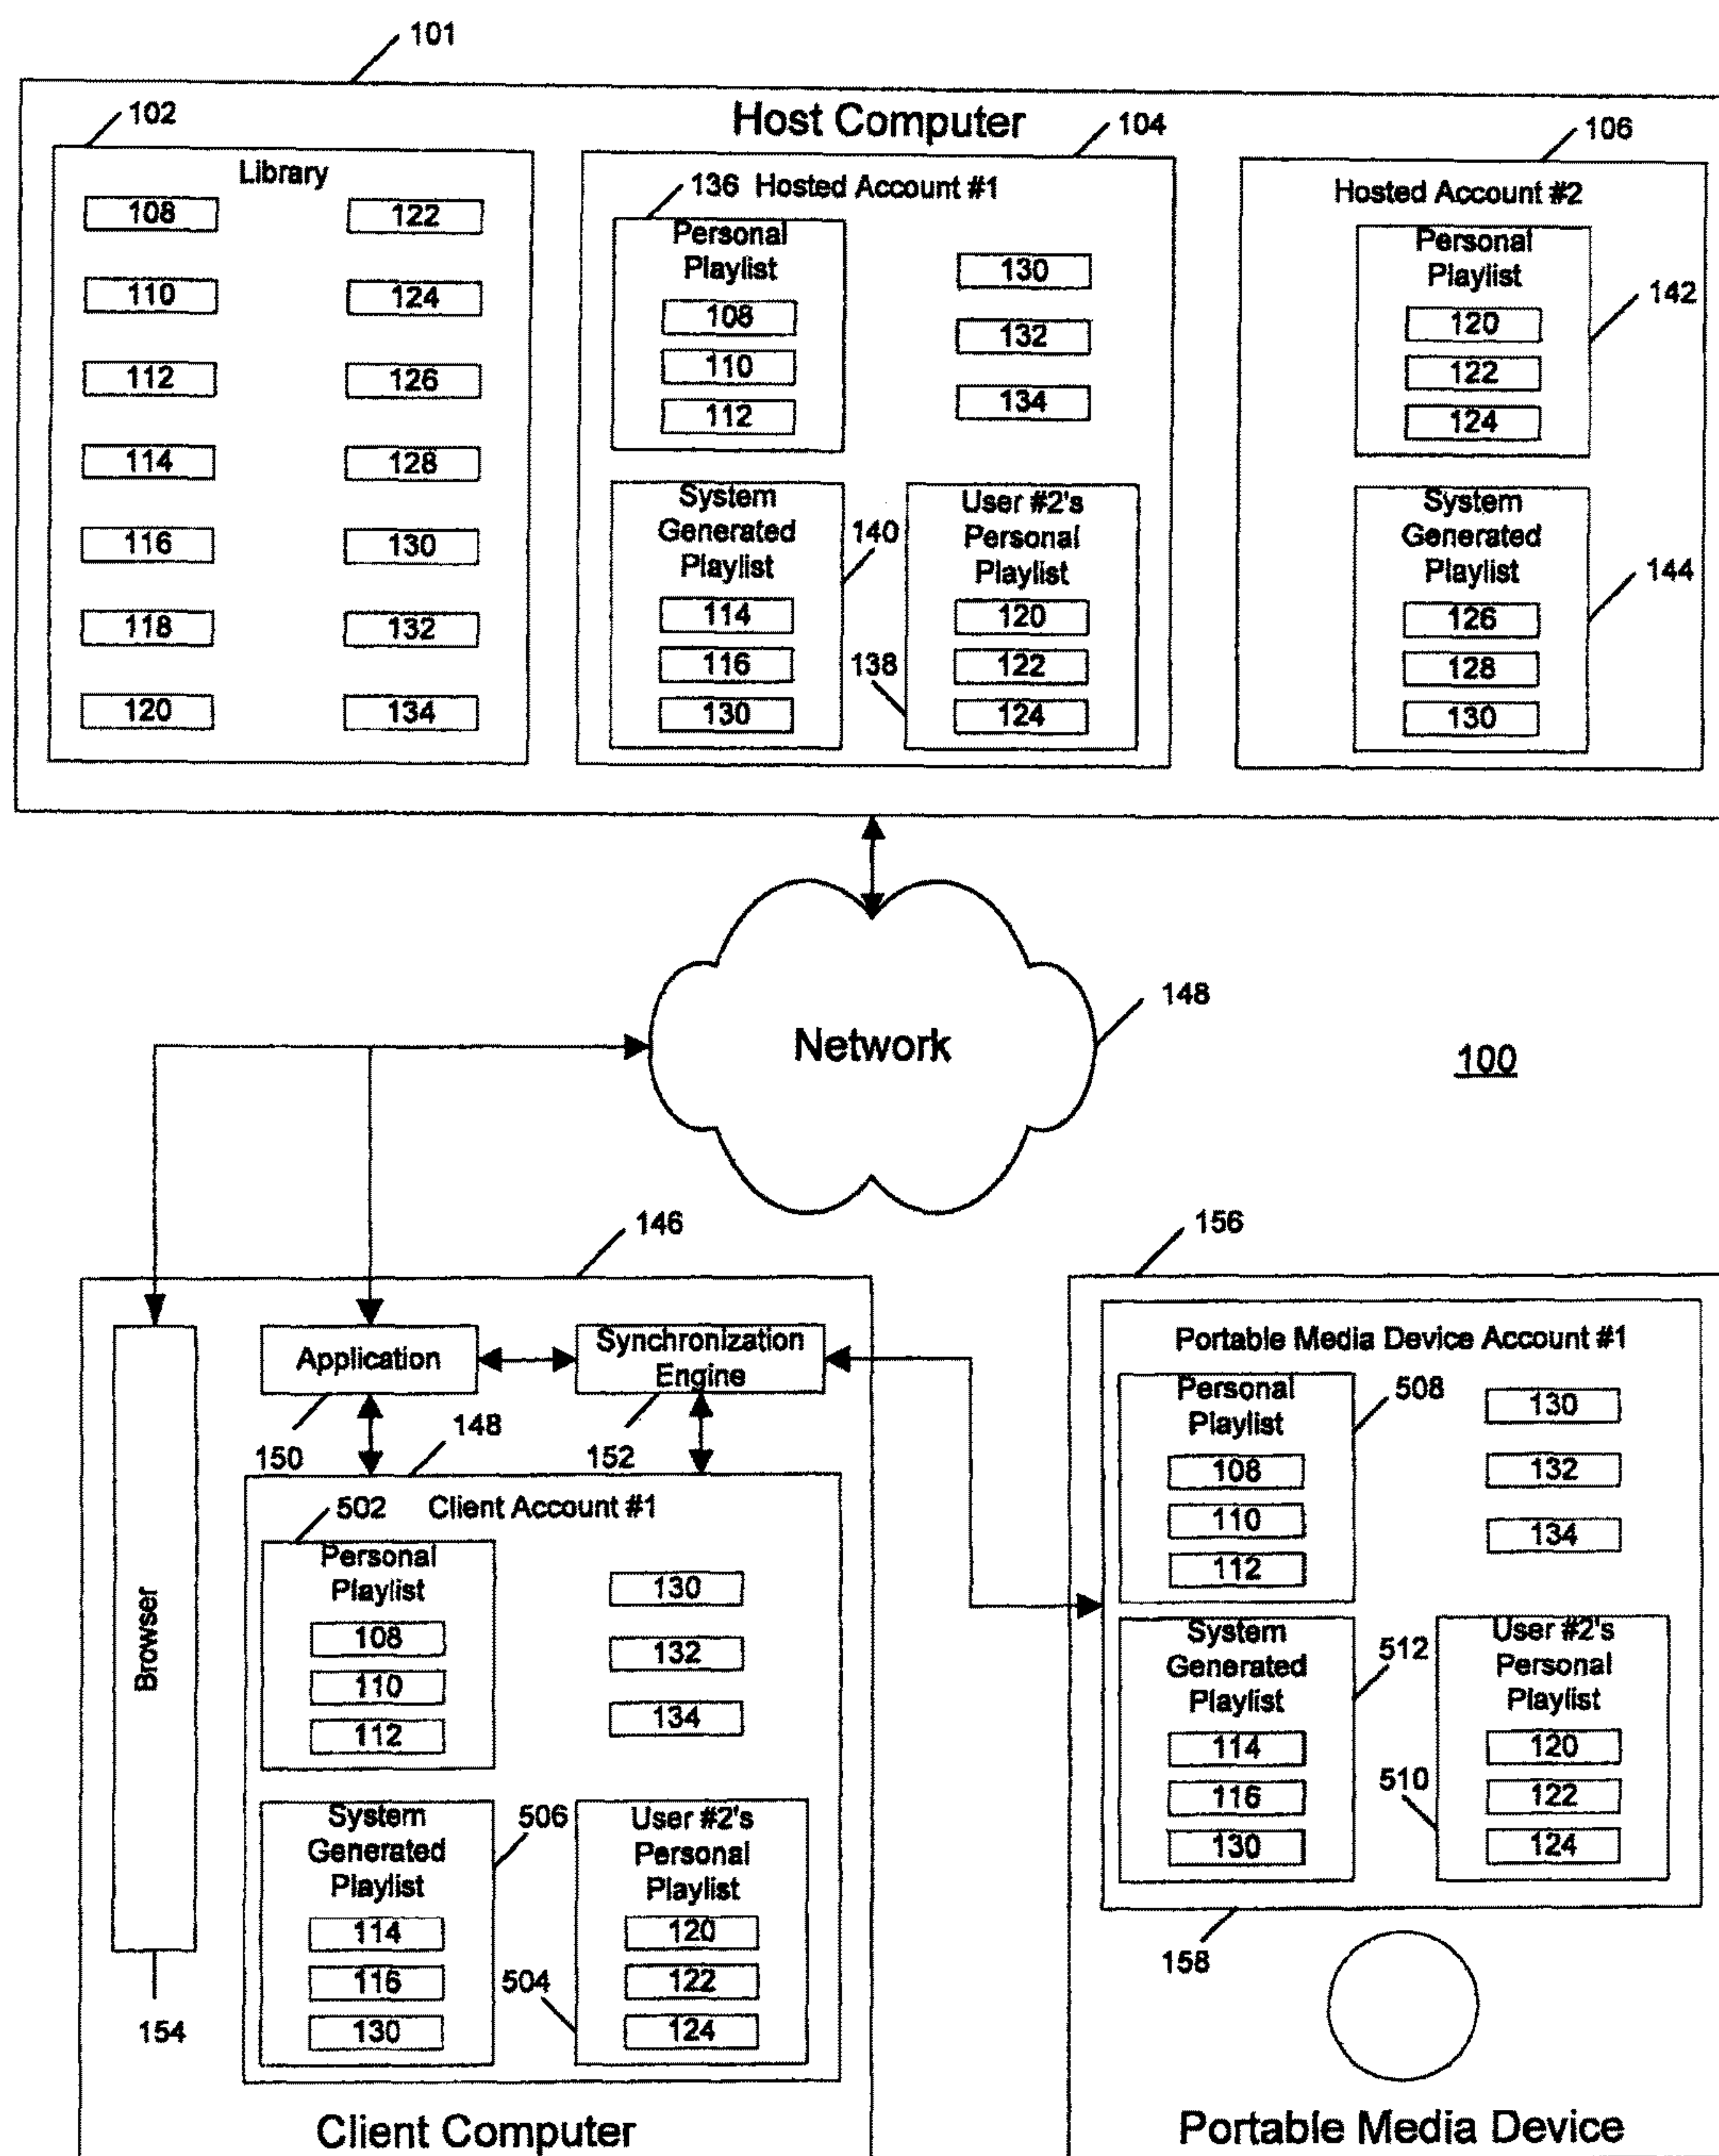 101
Host Computer
102
104
106
Library
108
122
110
124
112
126
114
128
116
130
118
132
120
134
136 Hosted Account #1
Personal
Playlist
108
110
112
130
132
134
System
Generated
Playlist
140
114
116
130
User #2's
Personal
Playlist
138
120
122
124
Hosted Account #2
Personal
Playlist
142
120
122
124
System
Generated
Playlist
144
126
128
130
Network
148
100
146
Browser
154
Application
150
Synchronization
Engine
152
148
502
Client Account #1
Personal
Playlist
108
110
112
130
132
134
System
Generated
Playlist
506
114
116
130
User #2's
Personal
Playlist
504
120
122
124
Client Computer
156
Portable Media Device Account #1
Personal
Playlist
508
108
110
112
130
132
134
System
Generated
Playlist
512
114
116
130
User #2's
Personal
Playlist
510
120
122
124
158
Portable Media Device